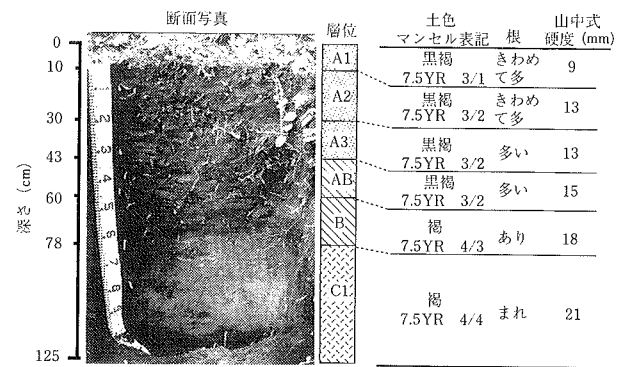 断面写真 層位 土色 マンセル表記 根 山中式 硬度 (mm)
深さ (cm)
0
10
30
43
60
78
125
A1 黒褐 7.5YR 3/1 きわめて多 9
A2 黒褐 7.5YR 3/2 きわめて多 13
A3 黒褐 7.5YR 3/2 多い 13
AB 黒褐 7.5YR 3/2 多い 15
B 褐 7.5YR 4/3 あり 18
C1 褐 7.5YR 4/4 まれ 21